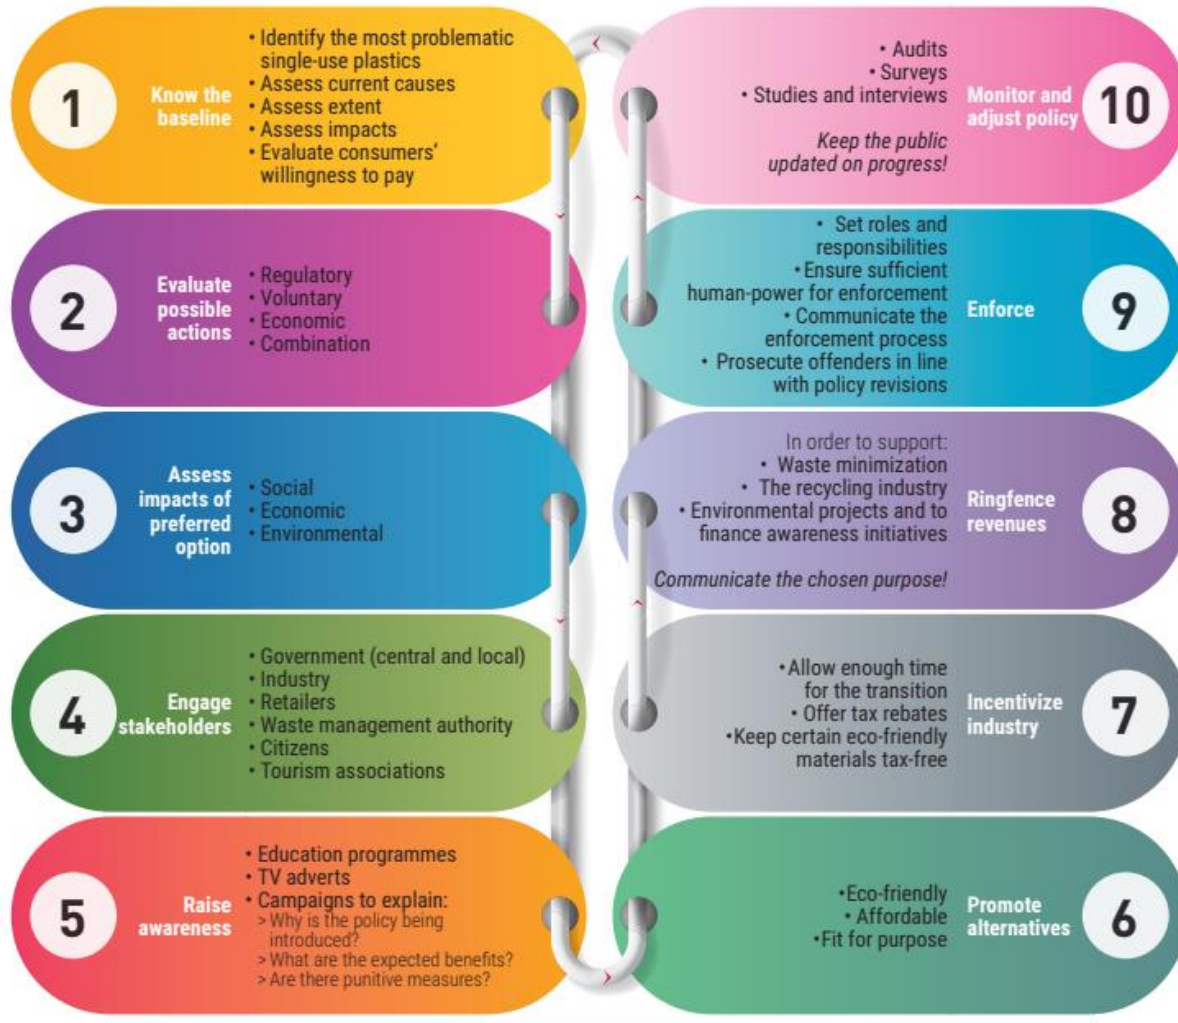 1
Know the
baseline
• Identify the most problematic
single-use plastics
• Assess current causes
• Assess extent
• Assess impacts
• Evaluate consumers‘
willingness to pay
2
Evaluate
possible
actions
• Regulatory
• Voluntary
• Economic
• Combination
3
Assess
impacts of
preferred
option
• Social
• Economic
• Environmental
4
Engage
stakeholders
• Government (central and local)
• Industry
• Retailers
• Waste management authority
• Citizens
• Tourism associations
5
Raise
awareness
• Education programmes
• TV adverts
• Campaigns to explain:
> Why is the policy being
introduced?
> What are the expected benefits?
> Are there punitive measures?
6
Promote
alternatives
•Eco-friendly
• Affordable
•Fit for purpose
7
Incentivize
industry
•Allow enough time
for the transition
• Offer tax rebates
•Keep certain eco-friendly
materials tax-free
8
Ringfence
revenues
In order to support:
• Waste minimization
• The recycling industry
• Environmental projects and to
finance awareness initiatives
Communicate the chosen purpose!
9
Enforce
• Set roles and
responsibilities
• Ensure sufficient
human-power for enforcement
• Communicate the
enforcement process
• Prosecute offenders in line
with policy revisions
10
Monitor and
adjust policy
• Audits
• Surveys
• Studies and interviews
Keep the public
updated on progress!